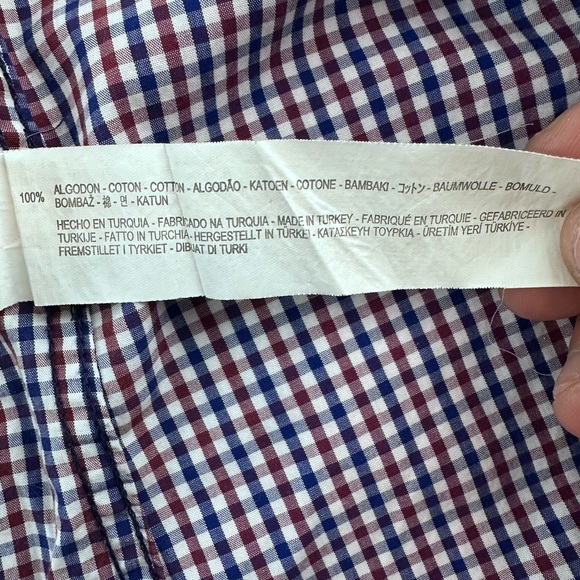 100% ALGODON - COTON - COTTON - ALGODÃO - KATOEN - COTONE - BAMBAKI - コットン - BAUMWOLLE - BOMULD -
BOMBAŽ - 棉 - 면 - KATUN
HECHO EN TURQUIA - FABRICADO NA TURQUIA - MADE IN TURKEY - FABRIQUÉ EN TURQUIE - GEFABRICEERD IN
TURKIJE - FATTO IN TURCHIA - HERGESTELLT IN TÜRKEI - ΚΑΤΑΣΚΕΥΗ ΤΟΥΡΚΙΑ - ÜRETİM YERİ TÜRKİYE -
FREMSTILLET I TYRKIET - DIBUAT DI TURKI